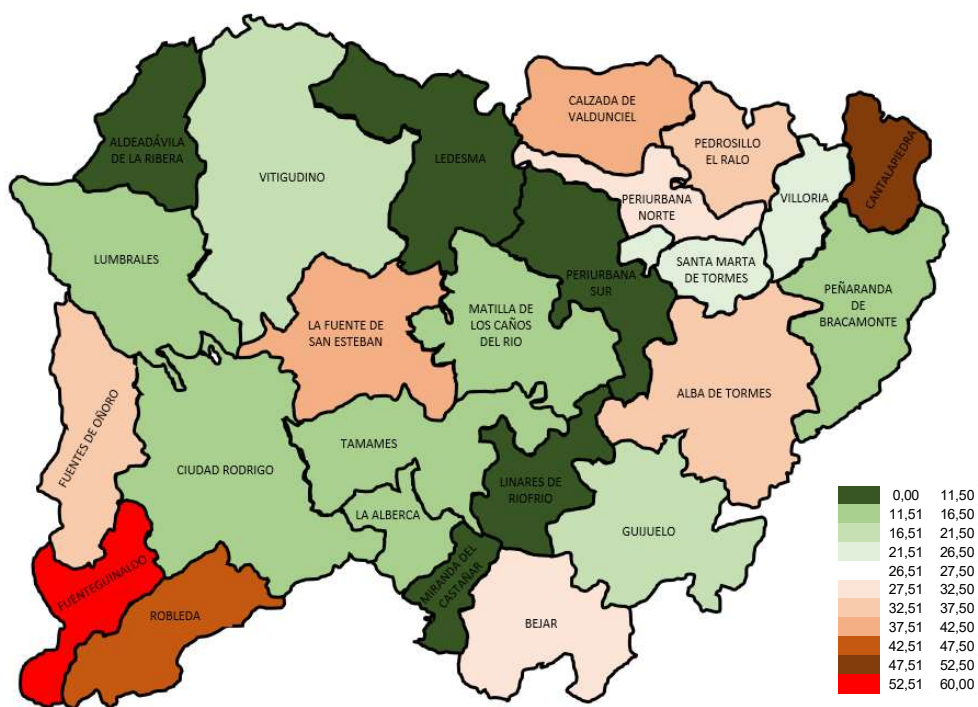 CALZADA DE
VALDUNCIEL
ALDEADÁVILA
DE LA RIBERA
LEDESMA
PEDROSILLO
EL RALO
CANTALAPIEDRA
VITIGUDINO
PERIURBANA
NORTE
VILLORIA
LUMBRALES
SANTA MARTA
DE TORMES
PERIURBANA
SUR
PEÑARANDA
DE
BRACAMONTE
LA FUENTE DE
SAN ESTEBAN
MATILLA DE
LOS CAÑOS
DEL RIO
ALBA DE TORMES
FUENTES DE OÑORO
CIUDAD RODRIGO
TAMAMES
LINARES DE
RIOFRIO
LA ALBERCA
GUIJUELO
FUENTEGUINALDO
MIRANDA DEL
CASTAÑAR
ROBLEDA
BEJAR
0,00 11,50
11,51 16,50
16,51 21,50
21,51 26,50
26,51 27,50
27,51 32,50
32,51 37,50
37,51 42,50
42,51 47,50
47,51 52,50
52,51 60,00